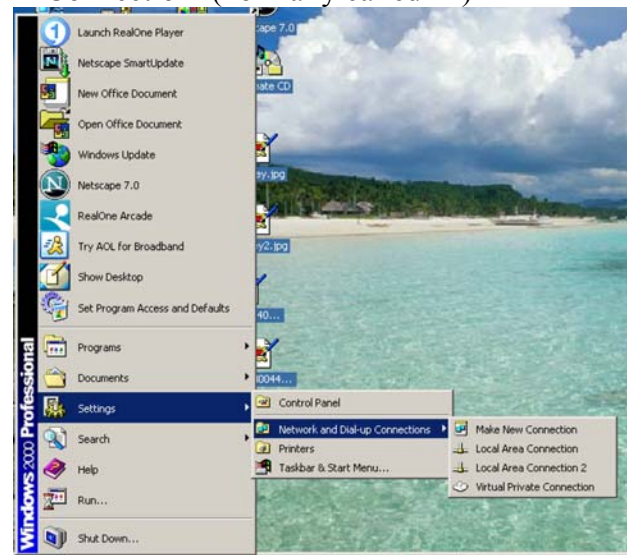 Launch RealOne Player
Netscape SmartUpdate
New Office Document
Open Office Document
Windows Update
Netscape 7.0
RealOne Arcade
Try AOL for Broadband
Show Desktop
Set Program Access and Defaults
Programs
Documents
Settings
Search
Help
Run...
Shut Down...
Windows 2000 Professional
ape 7.0
ate CD
y.jpg
y2.jpg
40...
0044...
Control Panel
Network and Dial-up Connections
Printers
Taskbar & Start Menu...
Make New Connection
Local Area Connection
Local Area Connection 2
Virtual Private Connection